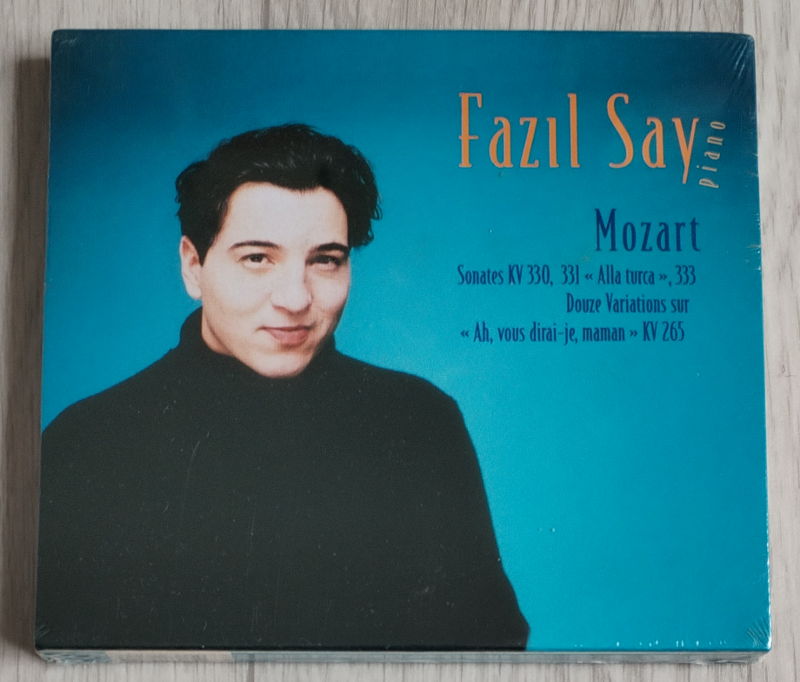 Fazıl Say
piano
Mozart
Sonates KV 330, 331 « Alla turca », 333
Douze Variations sur
« Ah, vous dirai-je, maman » KV 265